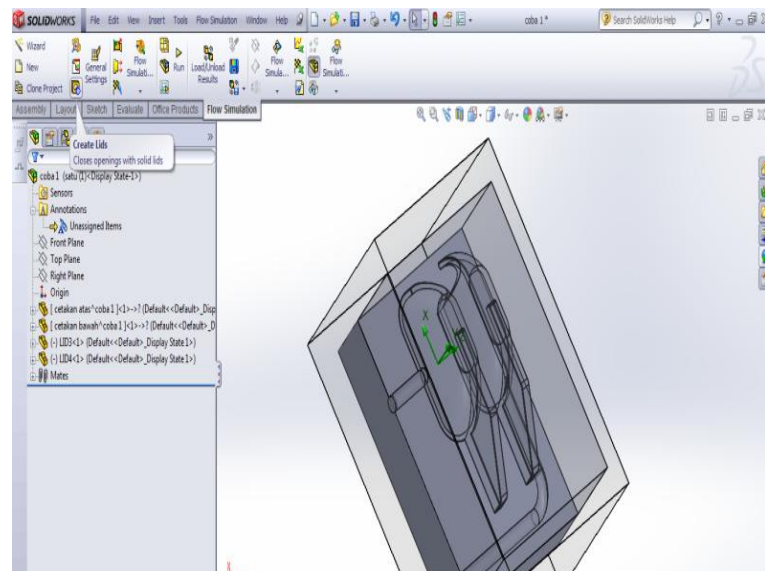 SOLIDWORKS File Edit View Insert Tools Flow Simulation Window Help coba 1 * Search SolidWorks Help
Wizard
New
Clone Project
General Settings
Flow Simulati...
Run
Load/Unload Results
Flow Simula...
Flow Simulati...
Assembly Layout Sketch Evaluate Office Products Flow Simulation
Create Lids
Closes openings with solid lids
coba 1 (satu (1)<Display State-1>)
Sensors
Annotations
Unassigned Items
Front Plane
Top Plane
Right Plane
Origin
[ cetakan atas^coba 1 ]<1>->? (Default<<Default>_Disp
[ cetakan bawah^coba 1 ]<1>->? (Default<<Default>_D
(-) LID3<1> (Default<<Default>_Display State 1>)
(-) LID4<1> (Default<<Default>_Display State 1>)
Mates
X
X